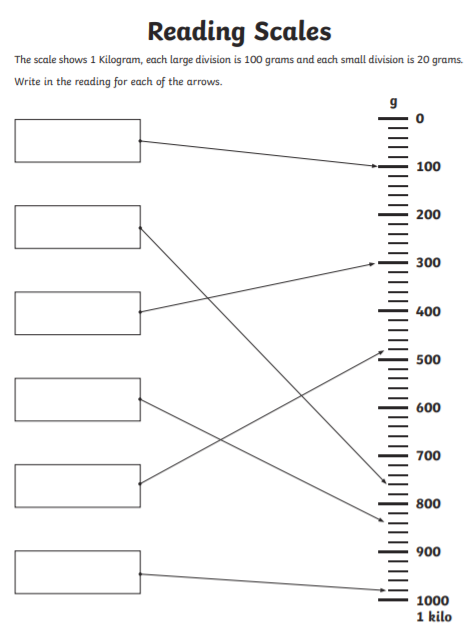 Reading Scales
The scale shows 1 Kilogram, each large division is 100 grams and each small division is 20 grams.
Write in the reading for each of the arrows.
g
0
100
200
300
400
500
600
700
800
900
1000
1 kilo